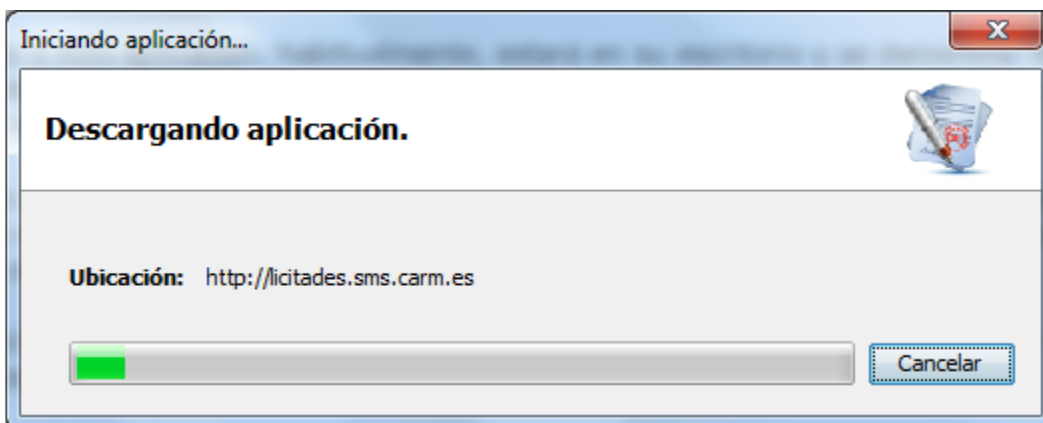 Iniciando aplicación...
Descargando aplicación.
Ubicación: http://licitades.sms.carm.es
Cancelar